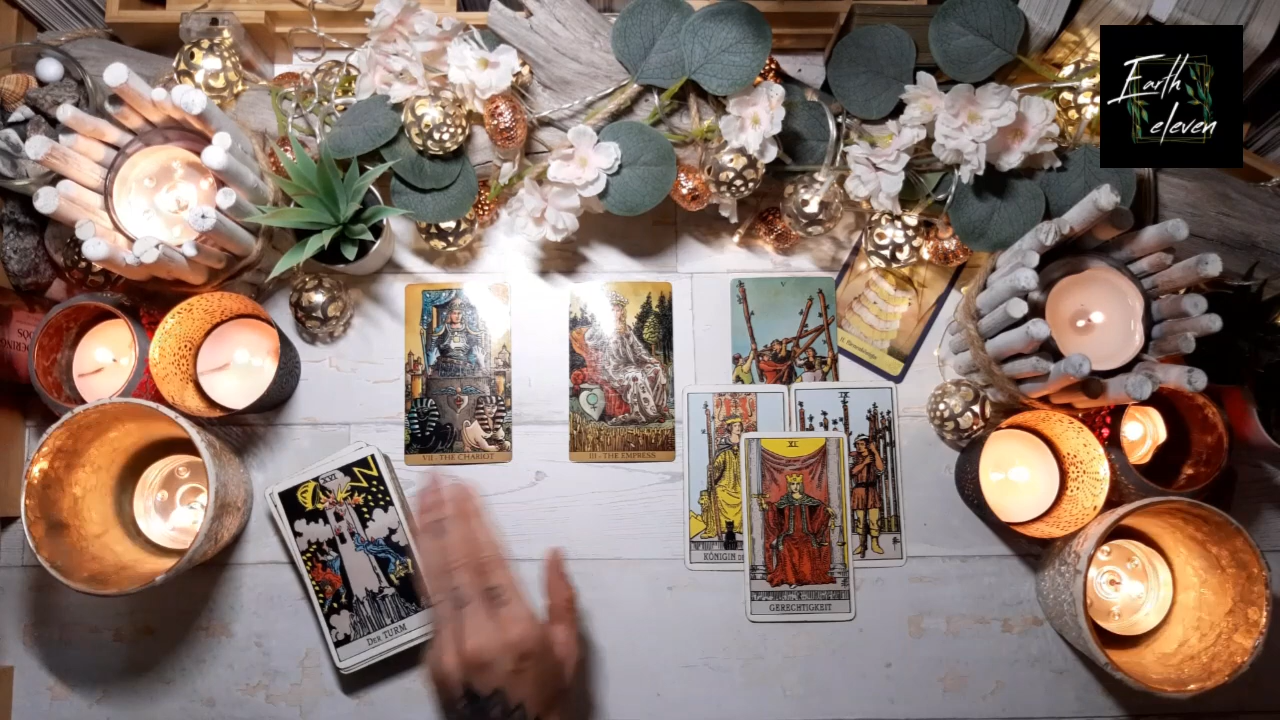 Earth
eleven
VII . THE CHARIOT
III . THE EMPRESS
V
XVI
DER TURM
KÖNIGIN
XI
GERECHTIGKEIT